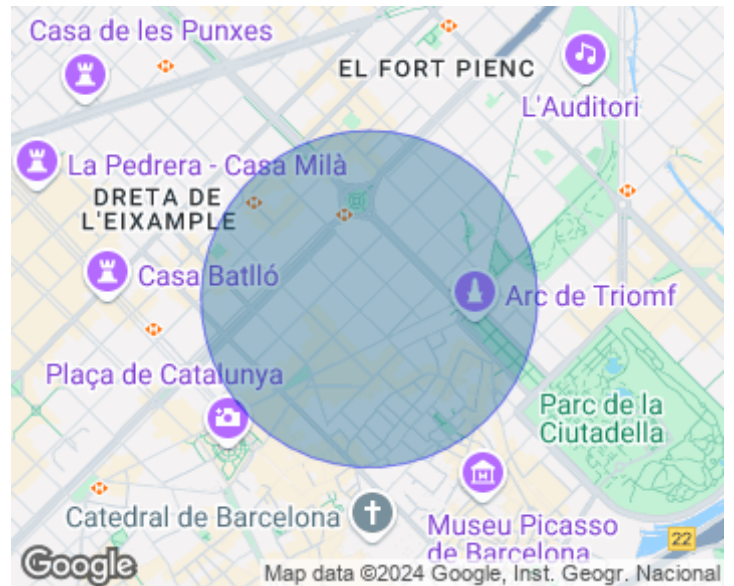 Casa de les Punxes
EL FORT PIENC
L'Auditori
La Pedrera - Casa Milà
DRETA DE
L'EIXAMPLE
Casa Batlló
Arc de Triomf
Plaça de Catalunya
Parc de la
Ciutadella
Catedral de Barcelona
Museu Picasso
de Barcelona
22
Google
Map data ©2024 Google, Inst. Geogr. Nacional